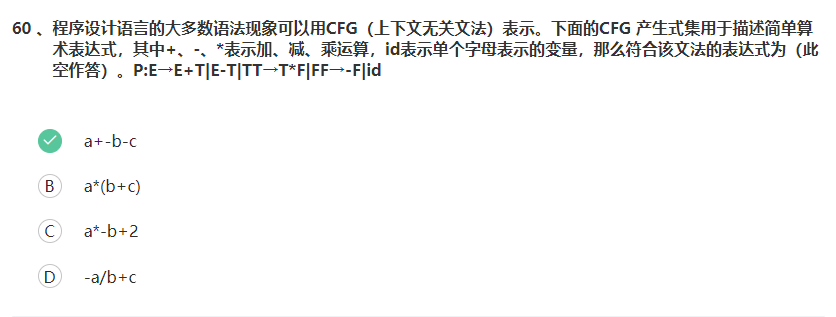 60 、程序设计语言的大多数语法现象可以用CFG（上下文无关文法）表示。下面的CFG 产生式集用于描述简单算
术表达式，其中+、-、*表示加、减、乘运算，id表示单个字母表示的变量，那么符合该文法的表达式为（此
空作答）。P:E→E+T|E-T|TT→T*F|FF→-F|id
a+-b-c
B a*(b+c)
C a*-b+2
D -a/b+c